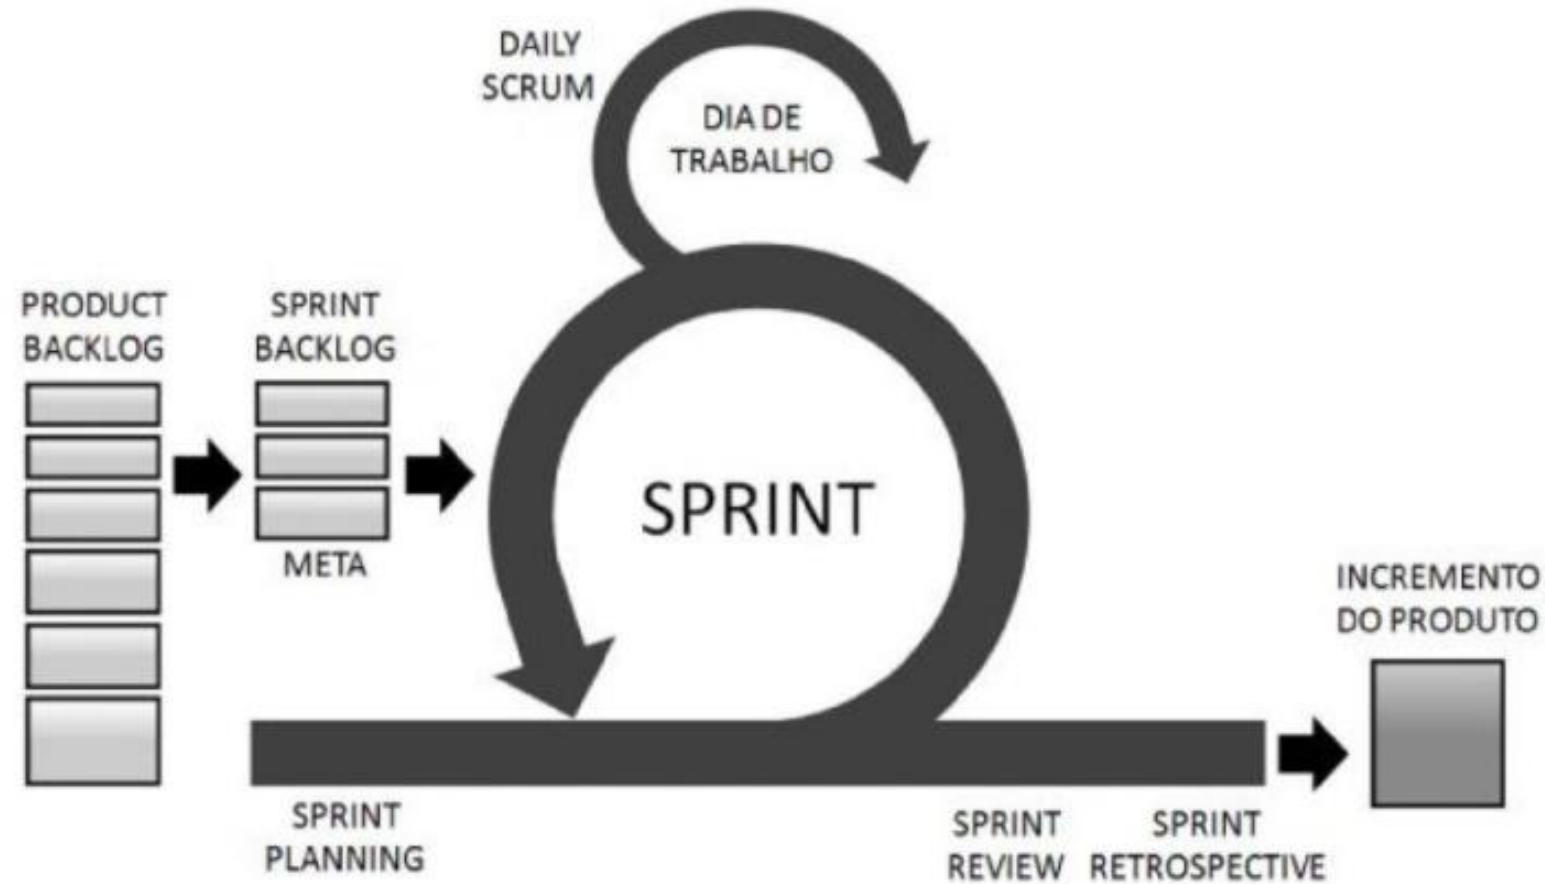 DAILY
SCRUM
DIA DE
TRABALHO
PRODUCT
BACKLOG
SPRINT
BACKLOG
META
SPRINT
INCREMENTO
DO PRODUTO
SPRINT
PLANNING
SPRINT
REVIEW
SPRINT
RETROSPECTIVE